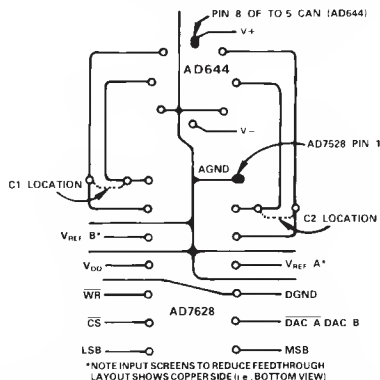 PIN 8 OF TO 5 CAN (AD644)
V+
AD644
V−
AD7528 PIN 1
AGND
C1 LOCATION
C2 LOCATION
VREF B*
VDD
VREF A*
WR
DGND
AD7628
CS
DAC A DAC B
LSB
MSB
*NOTE INPUT SCREENS TO REDUCE FEEDTHROUGH
LAYOUT SHOWS COPPER SIDE (i.e., BOTTOM VIEW)